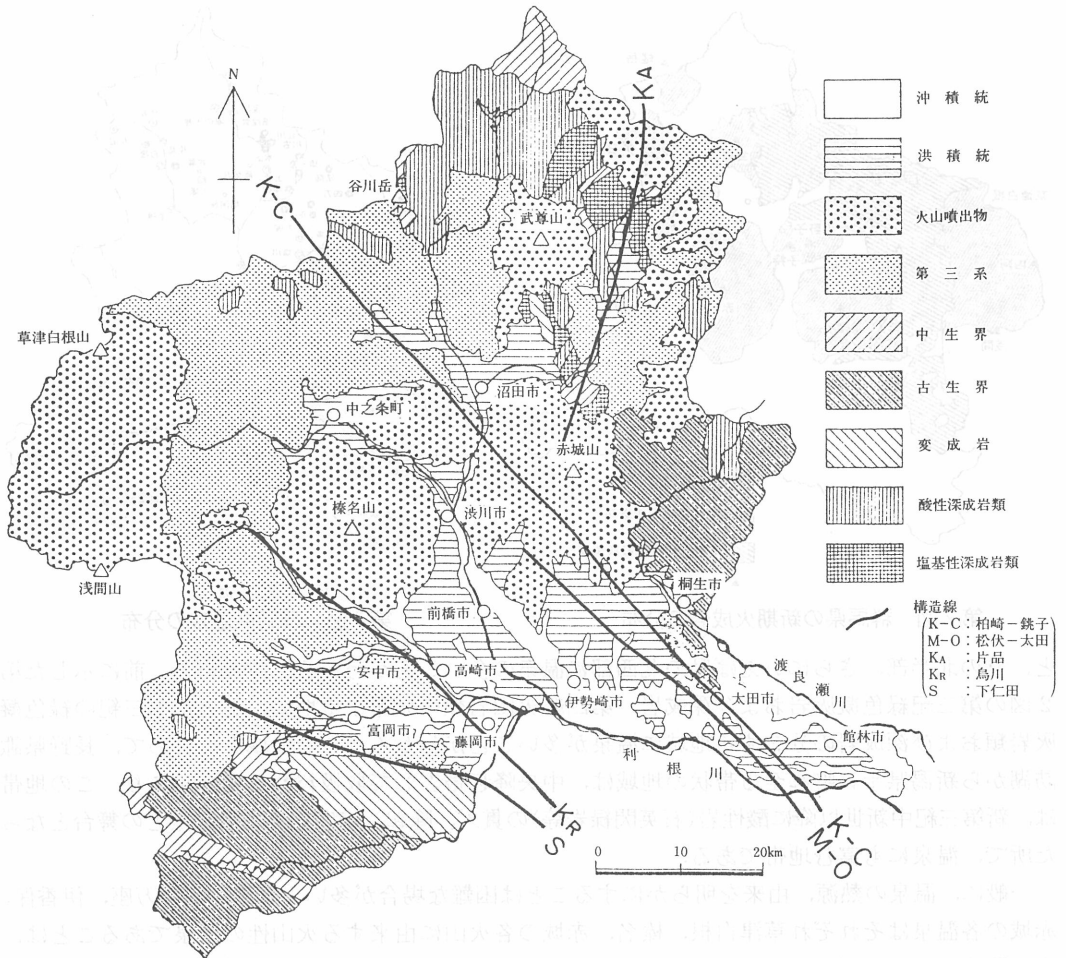 N
谷川岳
K-C
KA
武尊山
草津白根山
沼田市
中之条町
赤城山
榛名山
渋川市
浅間山
桐生市
前橋市
安中市
高崎市
伊勢崎市
太田市
渡良瀬川
館林市
富岡市
藤岡市
利根川
KR
S
K-C
M-O
0 10 20km
沖積統
洪積統
火山噴出物
第三系
中生界
古生界
変成岩
酸性深成岩類
塩基性深成岩類
構造線
K-C:柏崎-銚子
M-O:松伏-太田
KA:片品
KR:烏川
S:下仁田